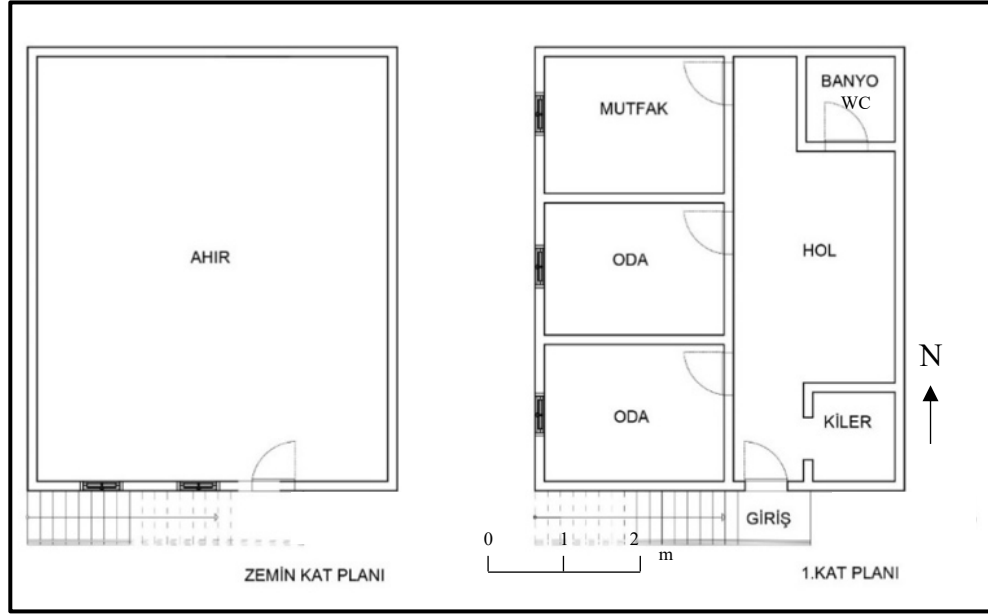 AHIR
ZEMİN KAT PLANI
MUTFAK
BANYO
WC
ODA
HOL
ODA
KİLER
GİRİŞ
N
0 1 2
m
1.KAT PLANI